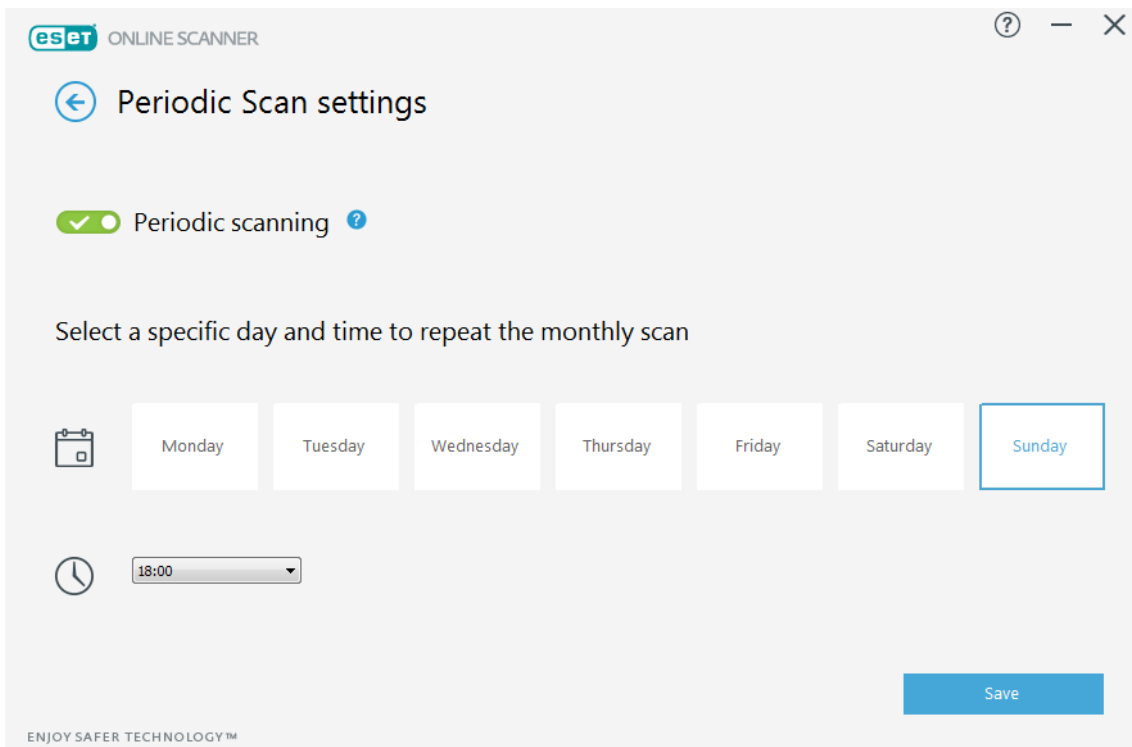 eset ONLINE SCANNER
Periodic Scan settings
Periodic scanning ?
Select a specific day and time to repeat the monthly scan
Monday Tuesday Wednesday Thursday Friday Saturday Sunday
18:00
Save
ENJOY SAFER TECHNOLOGY™